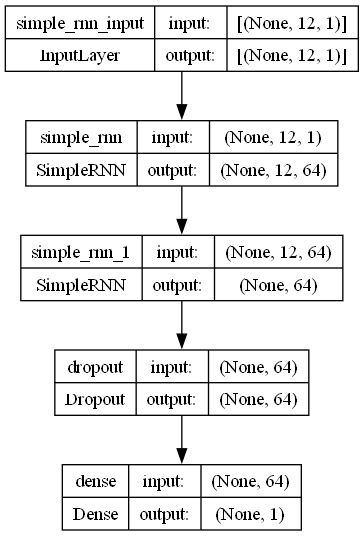 simple_rnn_input input: [(None, 12, 1)]
InputLayer output: [(None, 12, 1)]
simple_rnn input: (None, 12, 1)
SimpleRNN output: (None, 12, 64)
simple_rnn_1 input: (None, 12, 64)
SimpleRNN output: (None, 64)
dropout input: (None, 64)
Dropout output: (None, 64)
dense input: (None, 64)
Dense output: (None, 1)